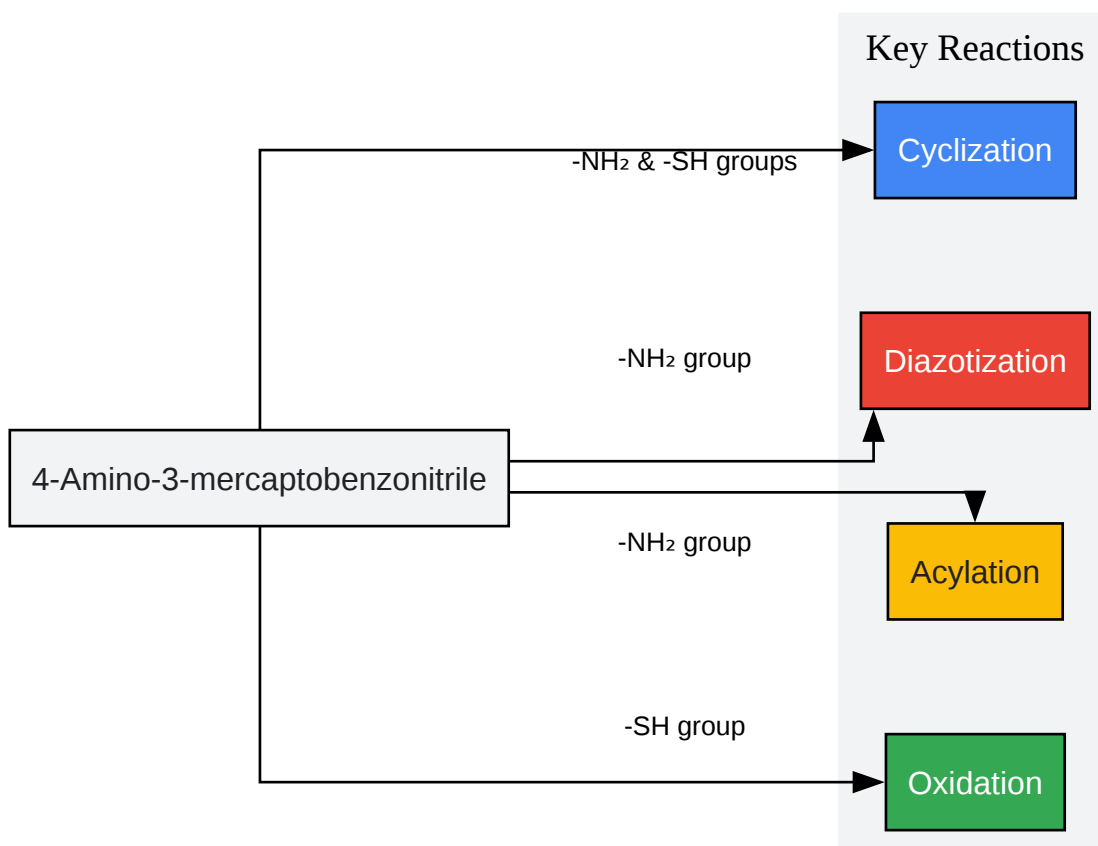 Key Reactions
Cyclization
-NH₂ & -SH groups
-NH₂ group
Diazotization
4-Amino-3-mercaptobenzonitrile
-NH₂ group
Acylation
-SH group
Oxidation